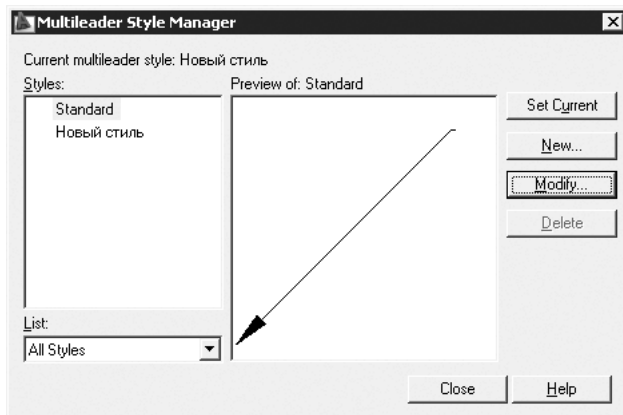 Multileader Style Manager
Current multileader style: Новый стиль
Styles:
Preview of: Standard
Standard
Новый стиль
Set Current
New...
Modify...
Delete
List:
All Styles
Close
Help